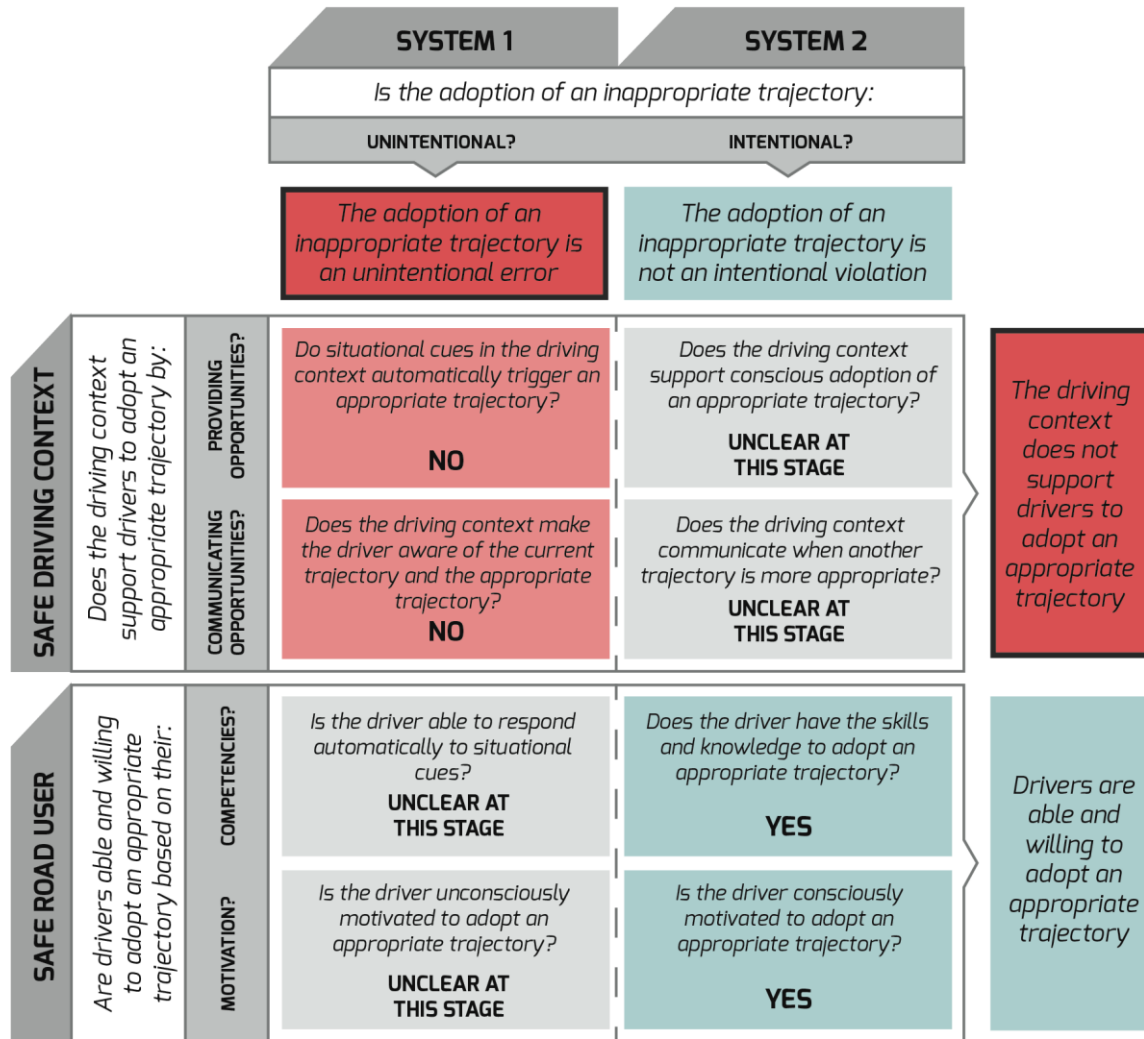 SYSTEM 1
SYSTEM 2
Is the adoption of an inappropriate trajectory:
UNINTENTIONAL?
INTENTIONAL?
The adoption of an
inappropriate trajectory is
an unintentional error
The adoption of an
inappropriate trajectory is
not an intentional violation
SAFE DRIVING CONTEXT
Does the driving context
support drivers to adopt an
appropriate trajectory by:
PROVIDING
OPPORTUNITIES?
Do situational cues in the driving
context automatically trigger an
appropriate trajectory?
NO
Does the driving context
support conscious adoption of
an appropriate trajectory?
UNCLEAR AT
THIS STAGE
COMMUNICATING
OPPORTUNITIES?
Does the driving context make
the driver aware of the current
trajectory and the appropriate
trajectory?
NO
Does the driving context
communicate when another
trajectory is more appropriate?
UNCLEAR AT
THIS STAGE
The driving
context
does not
support
drivers to
adopt an
appropriate
trajectory
SAFE ROAD USER
Are drivers able and willing
to adopt an appropriate
trajectory based on their:
COMPETENCIES?
Is the driver able to respond
automatically to situational
cues?
UNCLEAR AT
THIS STAGE
Does the driver have the skills
and knowledge to adopt an
appropriate trajectory?
YES
MOTIVATION?
Is the driver unconsciously
motivated to adopt an
appropriate trajectory?
UNCLEAR AT
THIS STAGE
Is the driver consciously
motivated to adopt an
appropriate trajectory?
YES
Drivers are
able and
willing to
adopt an
appropriate
trajectory